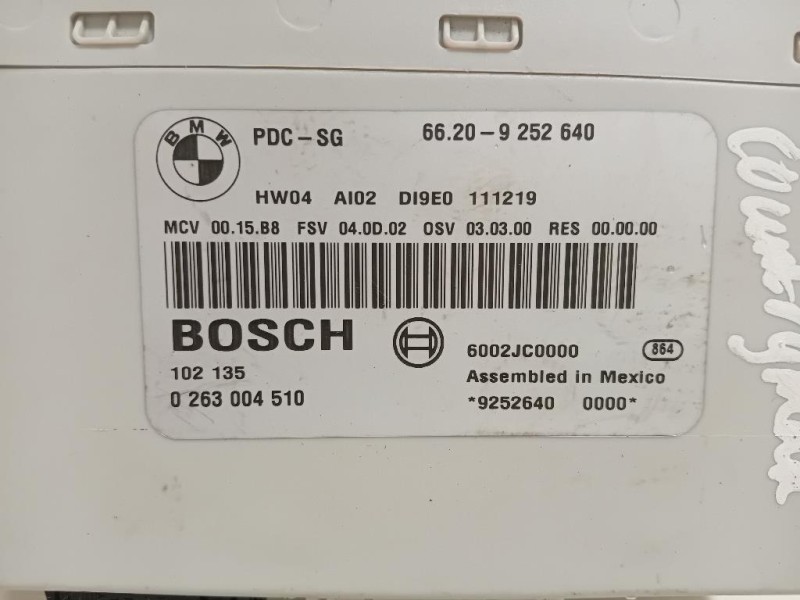 BMW
PDC-SG 66.20-9 252 640
HW04 AI02 DI9E0 111219
MCV 00.15.B8 FSV 04.0D.02 OSV 03.03.00 RES 00.00.00
BOSCH
6002JC0000 864
102 135 Assembled in Mexico
0 263 004 510 *9252640 0000*
Countryman